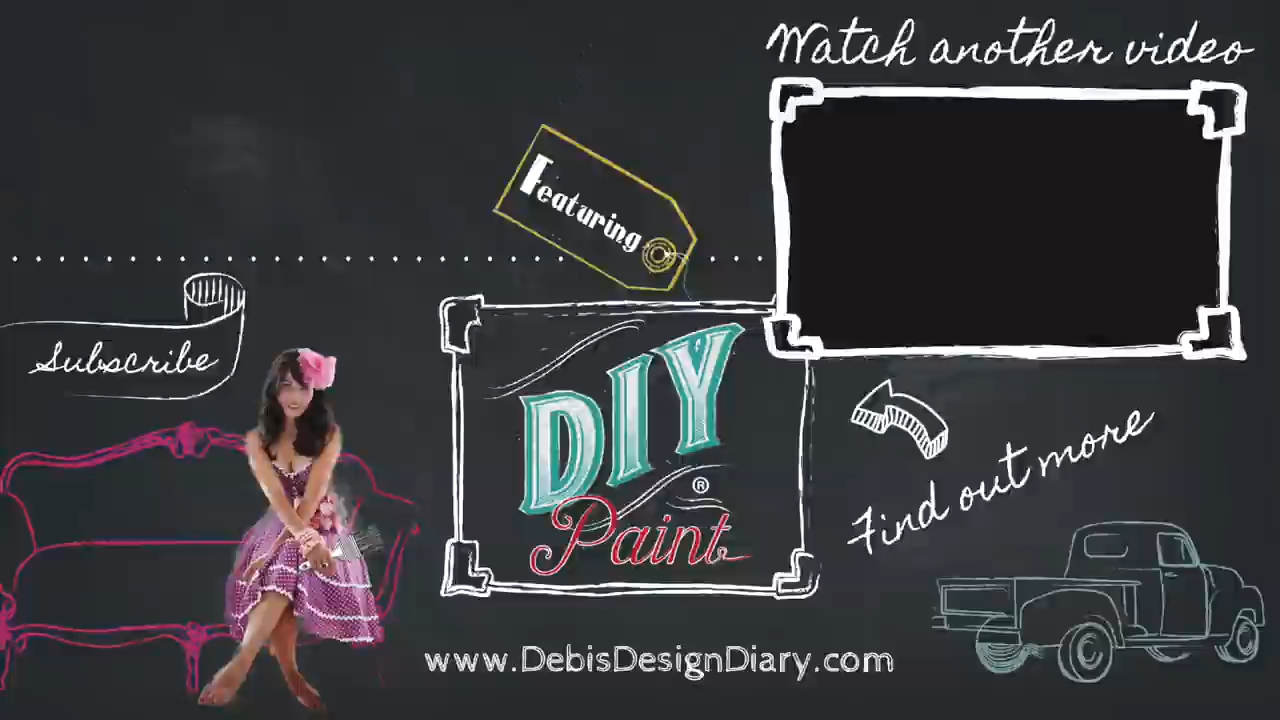 Watch another video
Featuring
Subscribe
DIY
®
Paint
Find out more
www.DebisDesignDiary.com